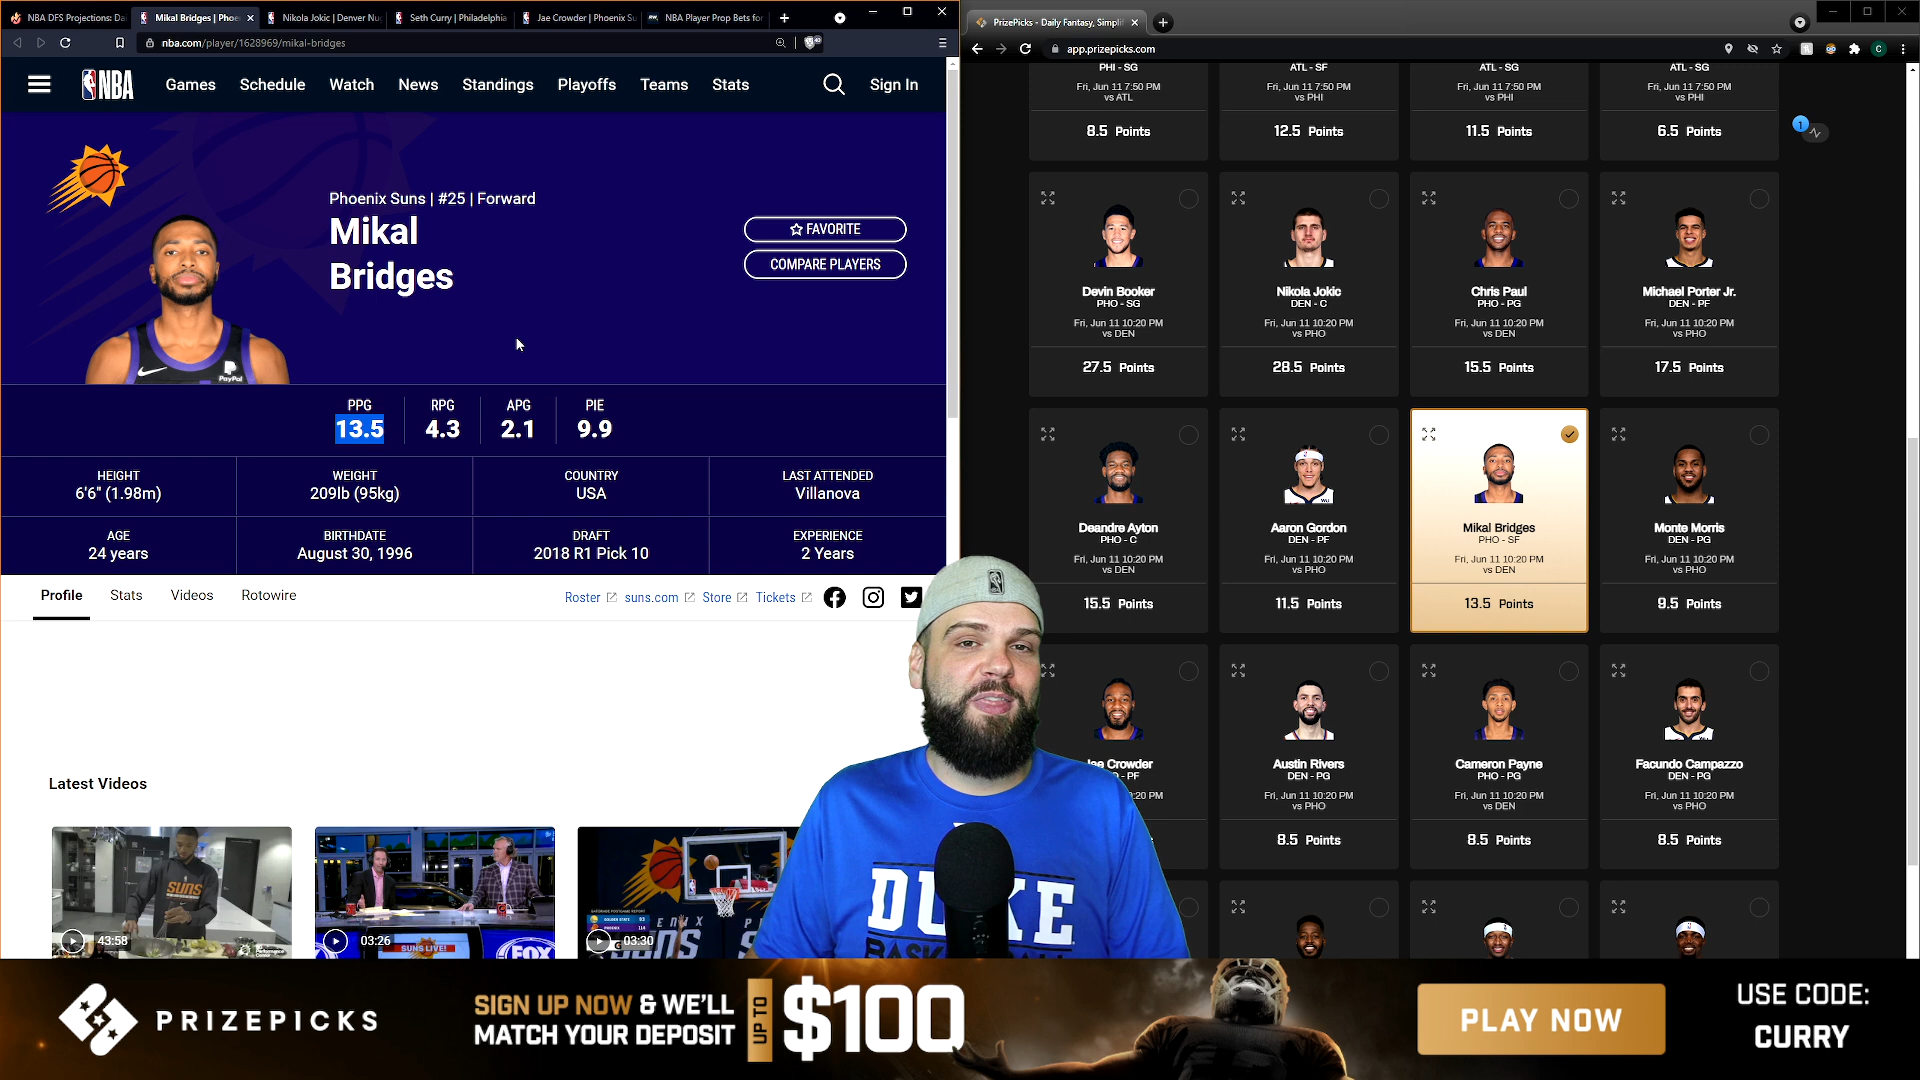 NBA DFS Projections: Da
Mikal Bridges | Phoe
Nikola Jokic | Denver Nu
Seth Curry | Philadelphia
Jae Crowder | Phoenix Su
NBA Player Prop Bets for
nba.com/player/1628969/mikal-bridges
NBA
Games
Schedule
Watch
News
Standings
Playoffs
Teams
Stats
Sign In
Phoenix Suns | #25 | Forward
Mikal
Bridges
FAVORITE
COMPARE PLAYERS
PayPal
PPG
13.5
RPG
4.3
APG
2.1
PIE
9.9
HEIGHT
6'6" (1.98m)
WEIGHT
209lb (95kg)
COUNTRY
USA
LAST ATTENDED
Villanova
AGE
24 years
BIRTHDATE
August 30, 1996
DRAFT
2018 R1 Pick 10
EXPERIENCE
2 Years
Profile
Stats
Videos
Rotowire
Roster
suns.com
Store
Tickets
Latest Videos
SUNS
43:58
SUNS LIVE!
FOX
03:26
03:30
PrizePicks - Daily Fantasy, Simpli
app.prizepicks.com
PHI - SG
Fri, Jun 11 7:50 PM
vs ATL
8.5 Points
ATL - SF
Fri, Jun 11 7:50 PM
vs PHI
12.5 Points
ATL - SG
Fri, Jun 11 7:50 PM
vs PHI
11.5 Points
ATL - SG
Fri, Jun 11 7:50 PM
vs PHI
6.5 Points
1
Devin Booker
PHO - SG
Fri, Jun 11 10:20 PM
vs DEN
27.5 Points
Nikola Jokic
DEN - C
Fri, Jun 11 10:20 PM
vs PHO
28.5 Points
Chris Paul
PHO - PG
Fri, Jun 11 10:20 PM
vs DEN
15.5 Points
Michael Porter Jr.
DEN - PF
Fri, Jun 11 10:20 PM
vs PHO
17.5 Points
Deandre Ayton
PHO - C
Fri, Jun 11 10:20 PM
vs DEN
15.5 Points
Aaron Gordon
DEN - PF
Fri, Jun 11 10:20 PM
vs PHO
11.5 Points
Mikal Bridges
PHO - SF
Fri, Jun 11 10:20 PM
vs DEN
13.5 Points
Monte Morris
DEN - PG
Fri, Jun 11 10:20 PM
vs PHO
9.5 Points
Crowder
- PF
:20 PM
Austin Rivers
DEN - PG
Fri, Jun 11 10:20 PM
vs PHO
8.5 Points
Cameron Payne
PHO - PG
Fri, Jun 11 10:20 PM
vs DEN
8.5 Points
Facundo Campazzo
DEN - PG
Fri, Jun 11 10:20 PM
vs PHO
8.5 Points
DUKE
BASKETBALL
PRIZEPICKS
SIGN UP NOW & WE'LL
MATCH YOUR DEPOSIT
UP TO
$100
PLAY NOW
USE CODE:
CURRY